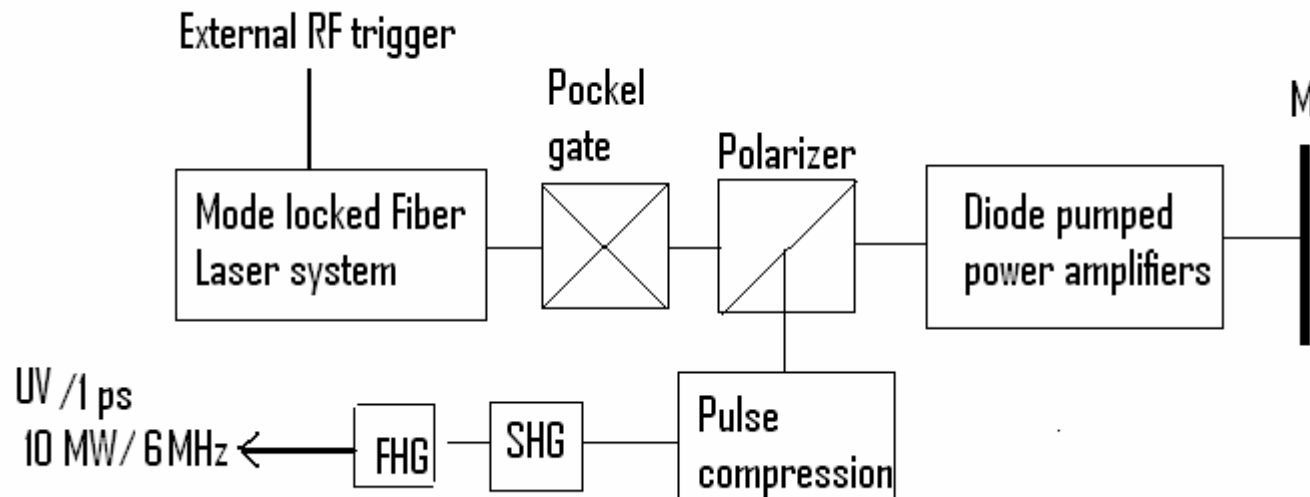 External RF trigger
Pockel
gate
Polarizer
M
Mode locked Fiber
Laser system
Diode pumped
power amplifiers
UV /1 ps
10 MW/ 6 MHz
FHG
SHG
Pulse
compression